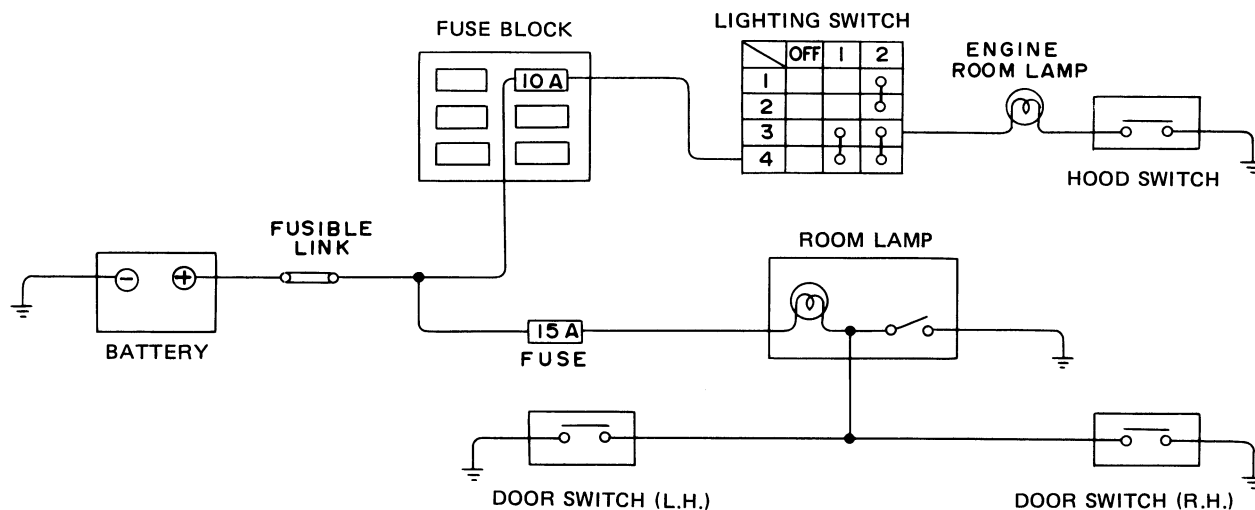 FUSE BLOCK
10 A
LIGHTING SWITCH
OFF 1 2
1
2
3
4
ENGINE
ROOM LAMP
HOOD SWITCH
FUSIBLE
LINK
− +
BATTERY
15 A
FUSE
ROOM LAMP
DOOR SWITCH (L.H.)
DOOR SWITCH (R.H.)